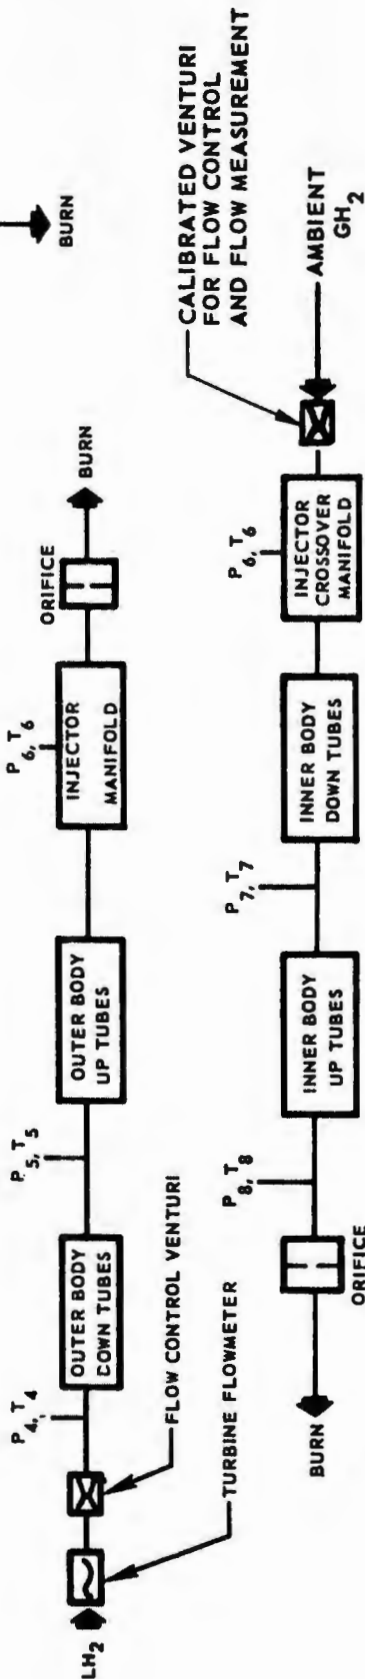 BURN
P6, T6
ORIFICE
BURN
INJECTOR
MANIFOLD
OUTER BODY
UP TUBES
P5, T5
OUTER BODY
DOWN TUBES
P4, T4
LH2
FLOW CONTROL VENTURI
TURBINE FLOWMETER
CALIBRATED VENTURI
FOR FLOW CONTROL
AND FLOW MEASUREMENT
AMBIENT
GH2
P6, T6
INJECTOR
CROSSOVER
MANIFOLD
INNER BODY
DOWN TUBES
P7, T7
INNER BODY
UP TUBES
P8, T8
ORIFICE
BURN